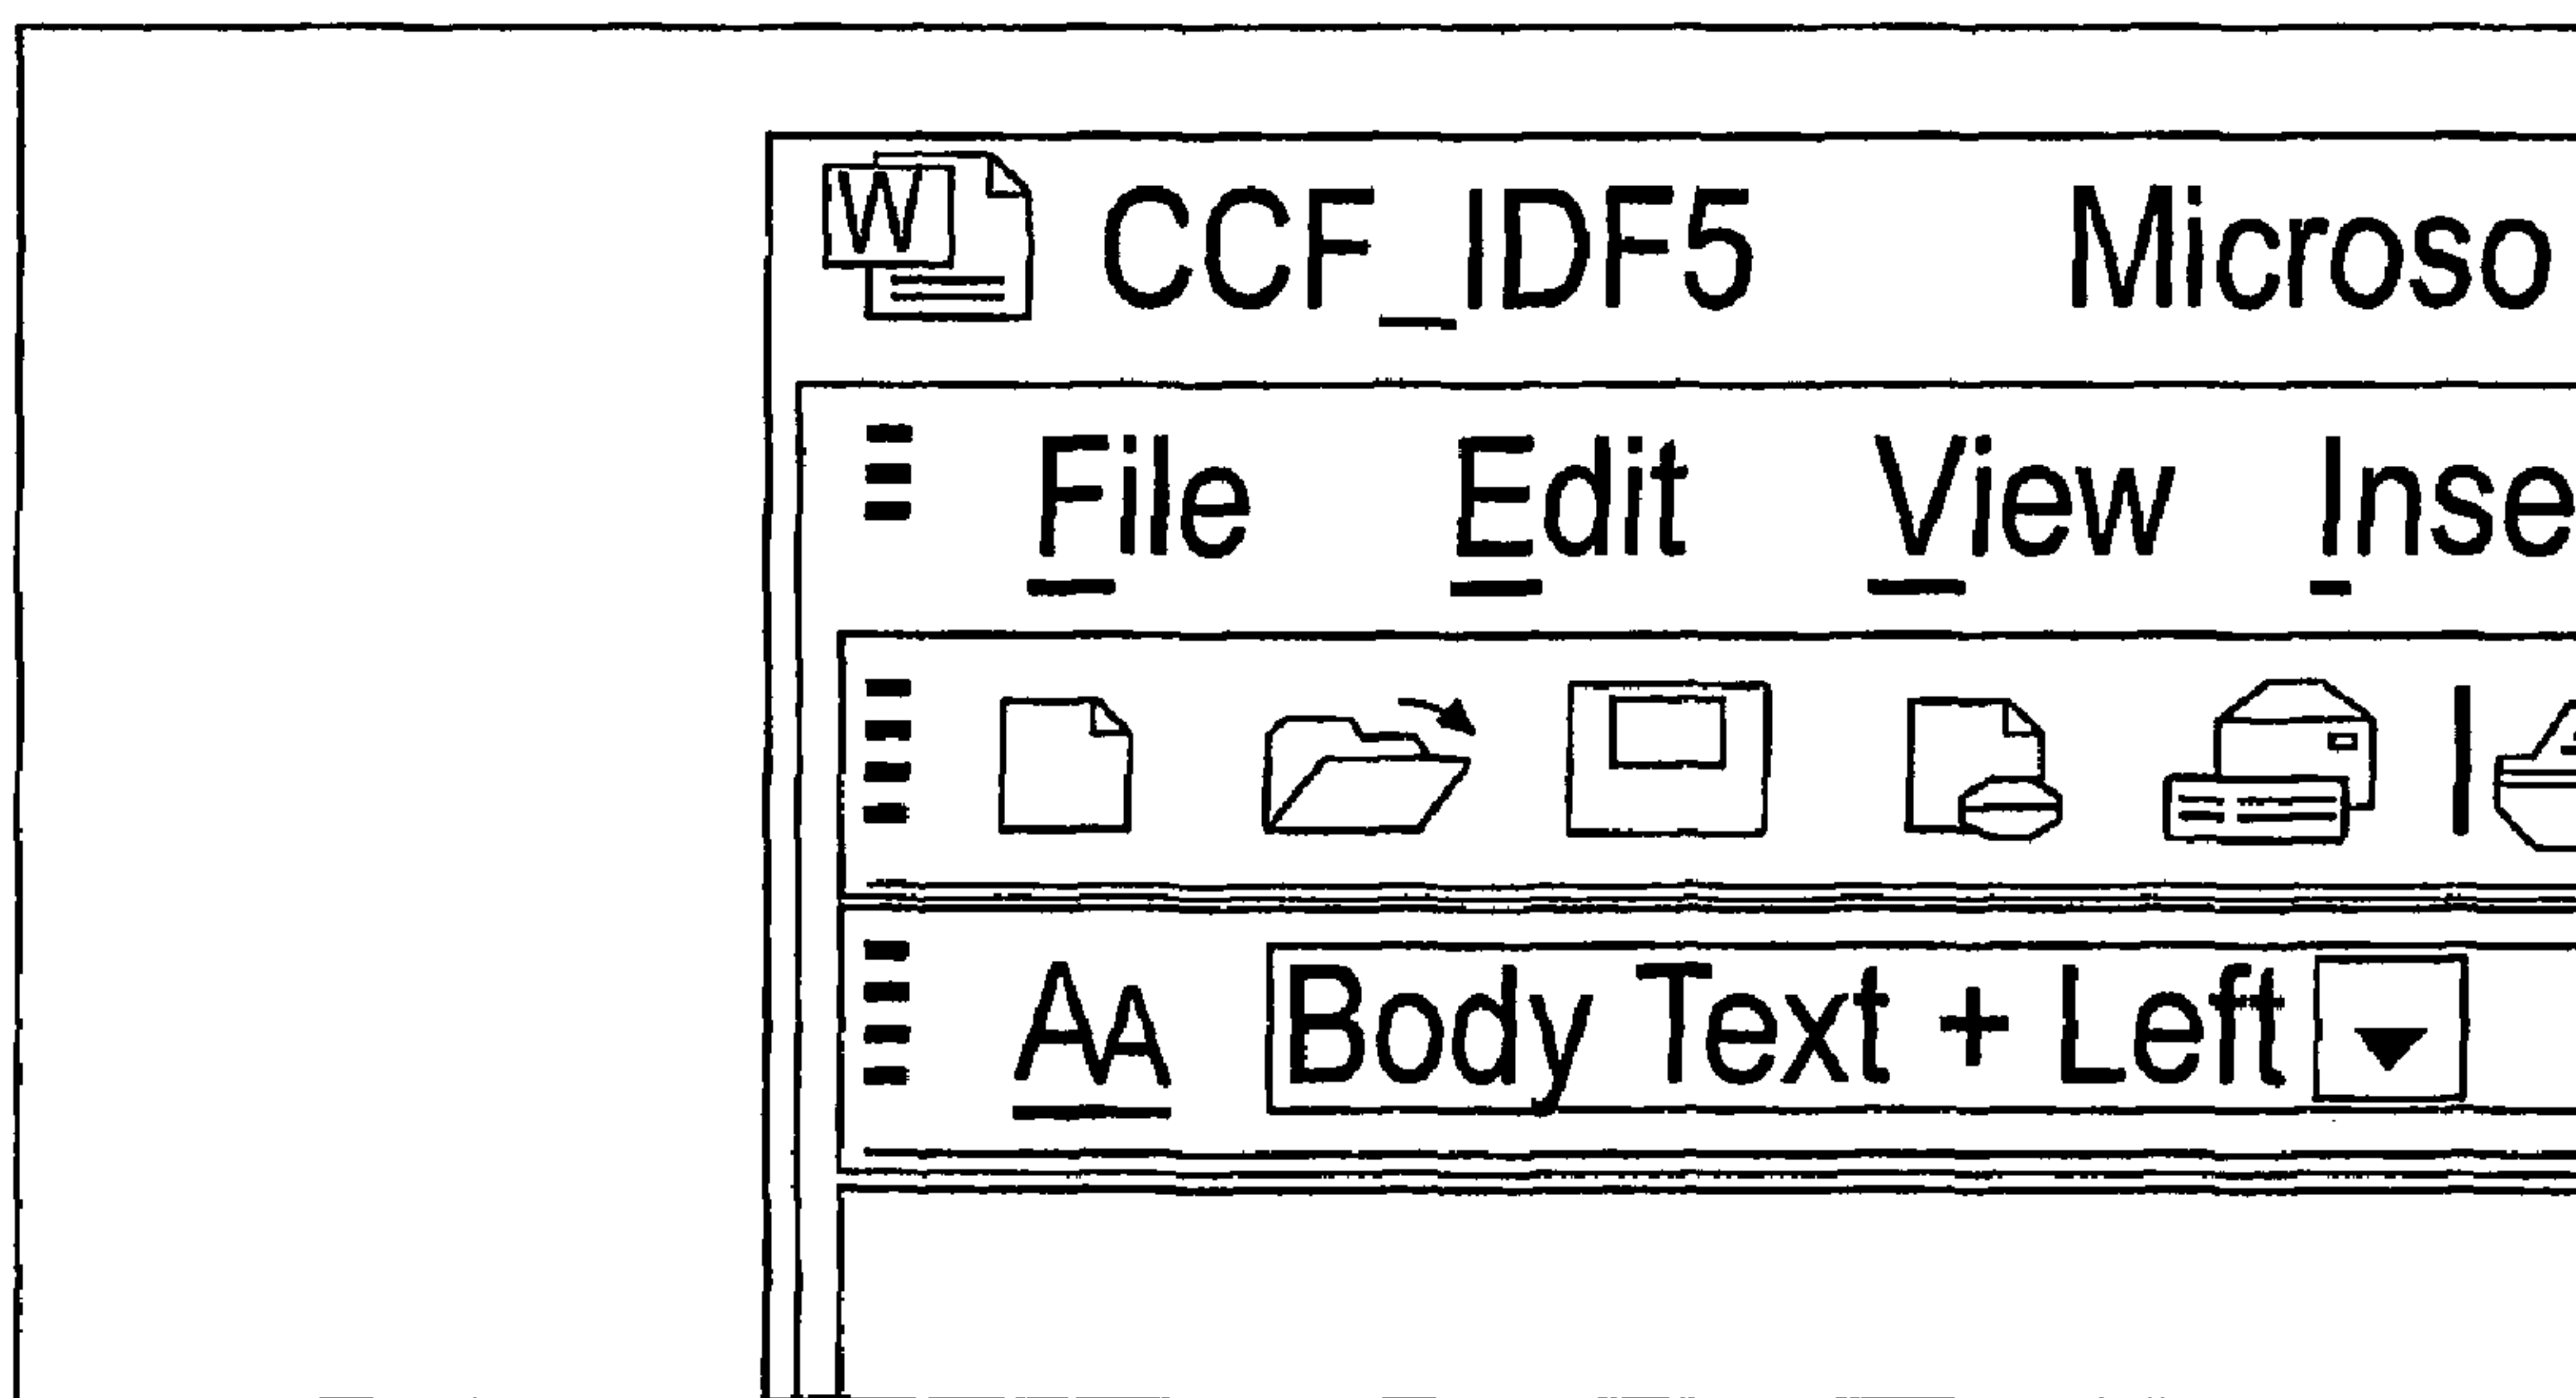 W CCF_IDF5 Microso
File Edit View Inse
AA Body Text + Left